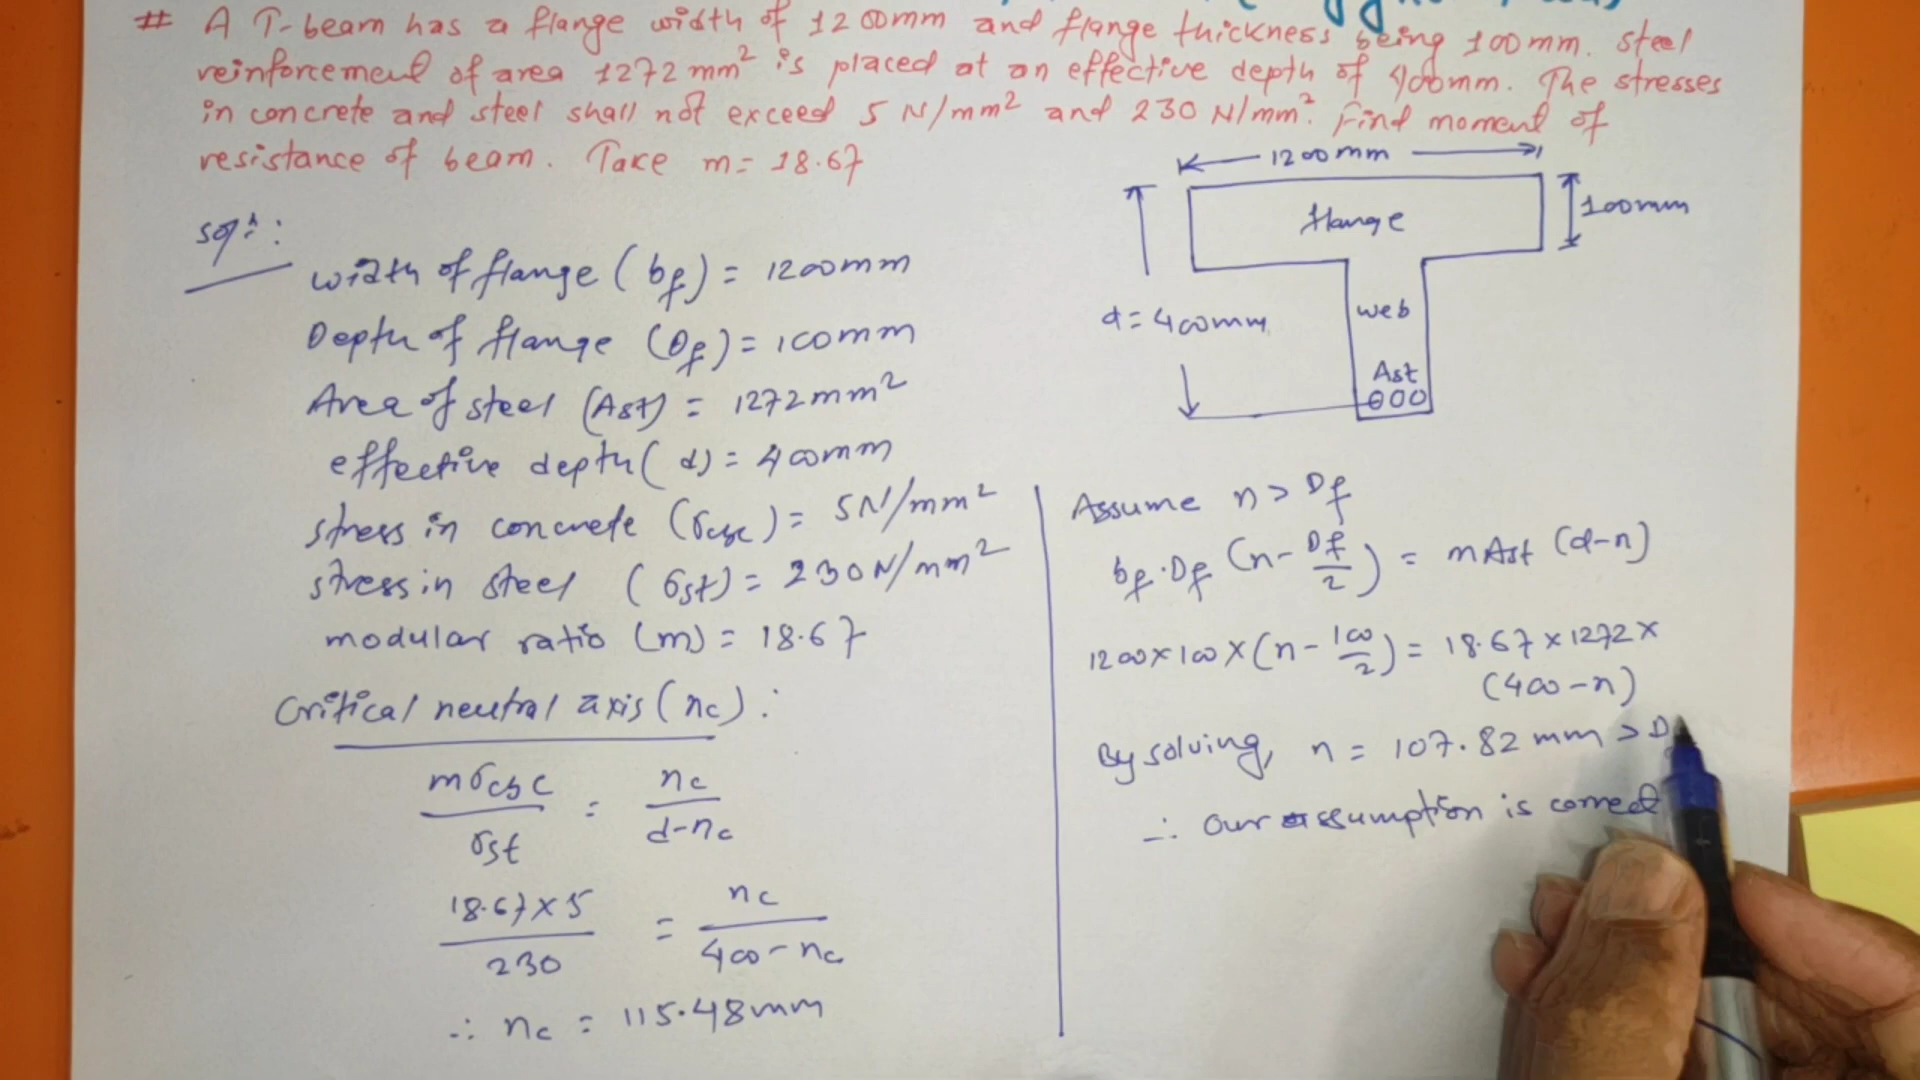 # A T-beam has a flange width of 1200mm and flange thickness being 100mm. Steel
reinforcement of area 1272mm² is placed at an effective depth of 400mm. The stresses
in concrete and steel shall not exceed 5 N/mm² and 230 N/mm². Find moment of
resistance of beam. Take m = 18.67
Solⁿ:
width of flange (bf) = 1200mm
Depth of flange (Df) = 100mm
Area of steel (Ast) = 1272mm²
effective depth (d) = 400mm
stress in concrete (σcbc) = 5N/mm²
stress in steel (σst) = 230N/mm²
modular ratio (m) = 18.67
Critical neutral axis (nc):
mσcbc / σst = nc / d-nc
18.67×5 / 230 = nc / 400-nc
∴ nc = 115.48mm
1200mm
flange
100mm
d = 400mm
web
Ast
Assume n > Df
bf·Df (n - Df/2) = mAst (d-n)
1200×100×(n - 100/2) = 18.67×1272×
(400-n)
By solving, n = 107.82 mm > D
∴ our assumption is correct